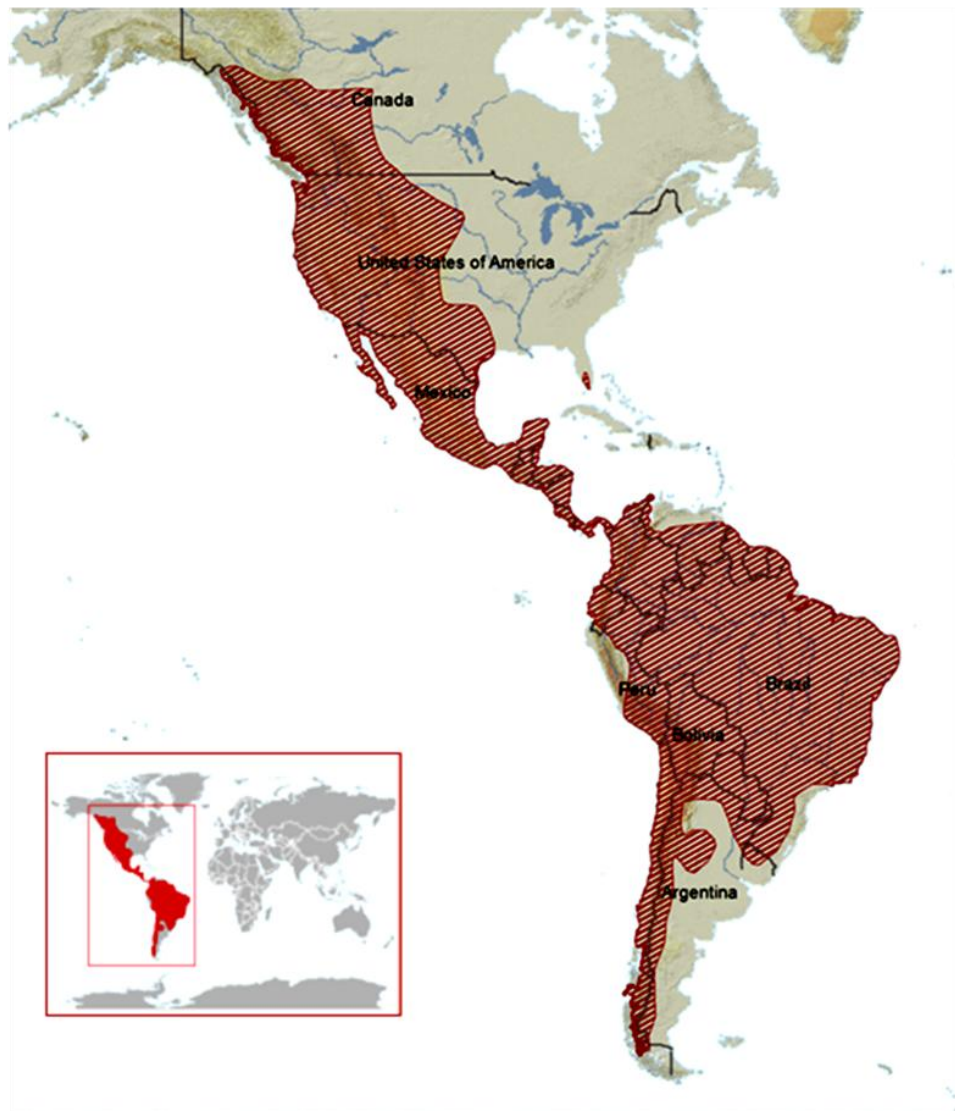 Canada
United States of America
Mexico
Brazil
Peru
Bolivia
Argentina